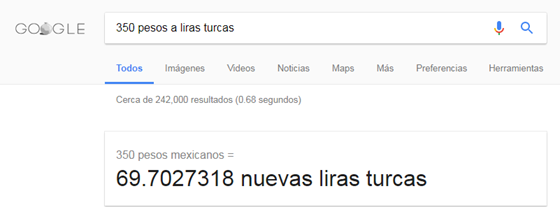 GOOGLE
350 pesos a liras turcas
Todos Imágenes Videos Noticias Maps Más Preferencias Herramientas
Cerca de 242,000 resultados (0.68 segundos)
350 pesos mexicanos =
69.7027318 nuevas liras turcas